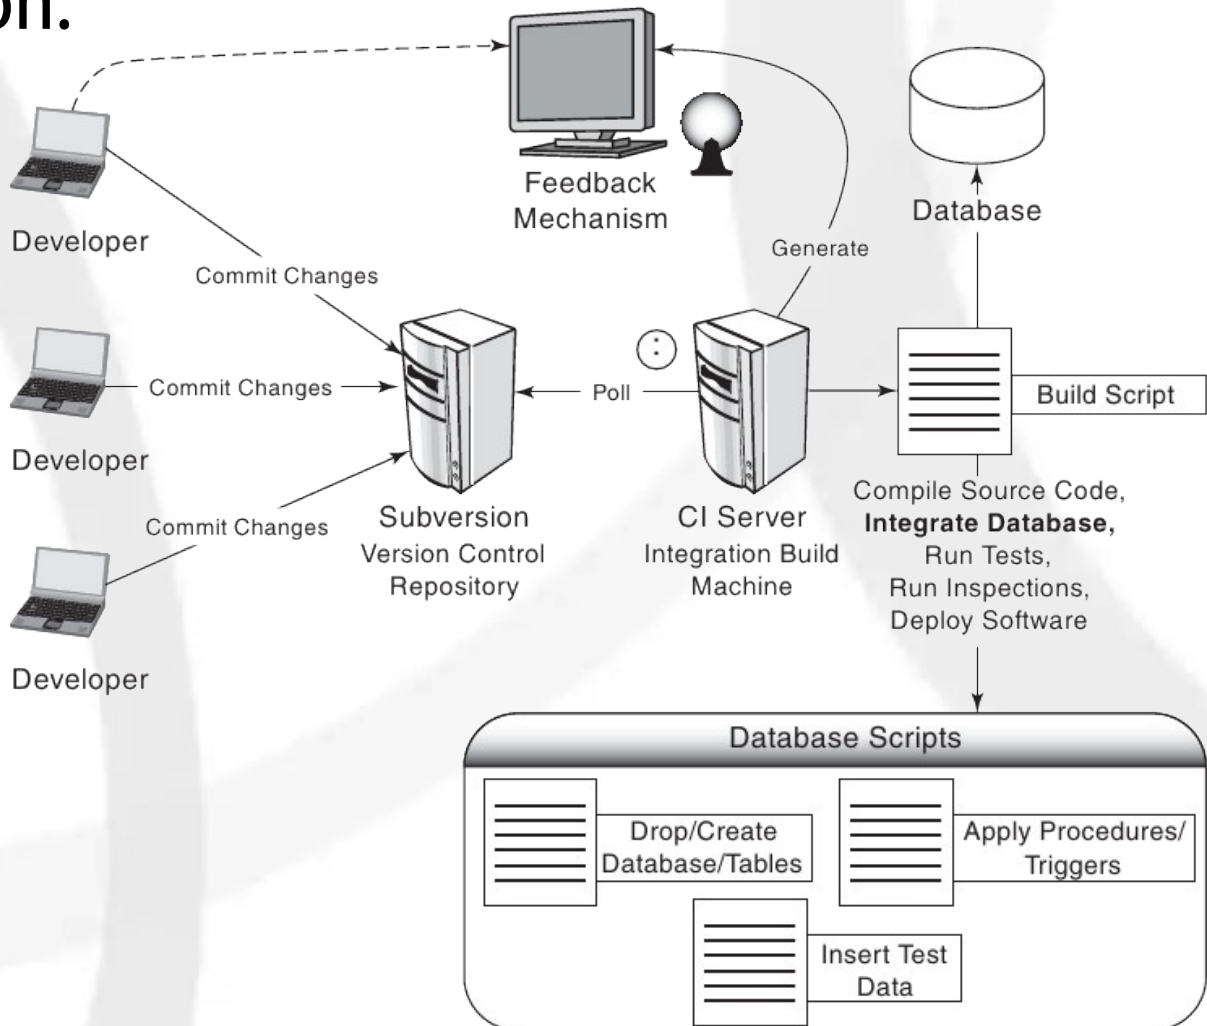 on.
Feedback
Mechanism
Database
Developer
Generate
Commit Changes
Commit Changes
Poll
Build Script
Developer
Commit Changes
Subversion
Version Control
Repository
CI Server
Integration Build
Machine
Compile Source Code,
Integrate Database,
Run Tests,
Run Inspections,
Deploy Software
Developer
Database Scripts
Drop/Create
Database/Tables
Apply Procedures/
Triggers
Insert Test
Data